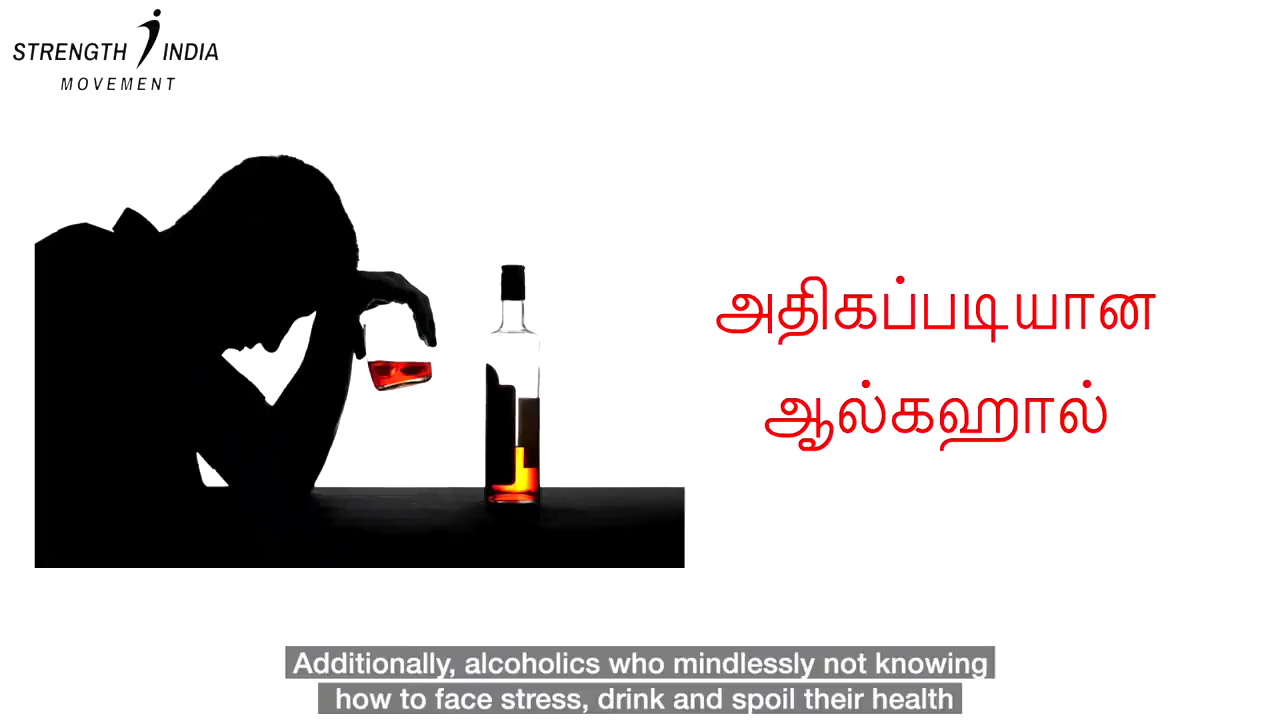 STRENGTH INDIA
MOVEMENT
அதிகப்படியான
ஆல்கஹால்
Additionally, alcoholics who mindlessly not knowing
how to face stress, drink and spoil their health